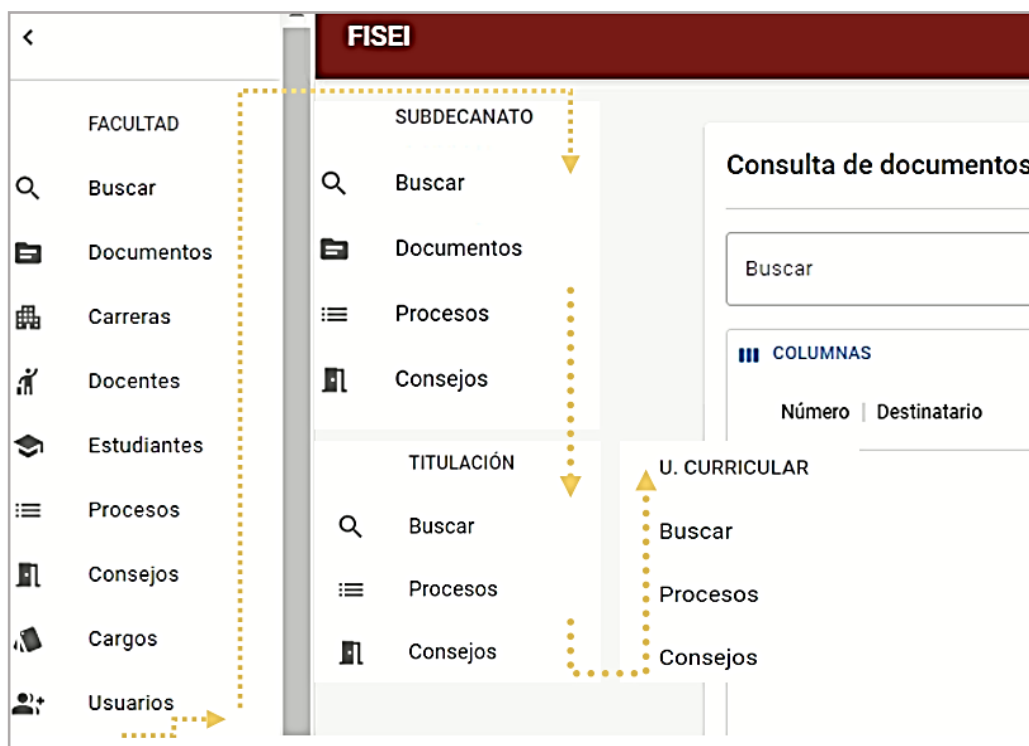 FISEI
FACULTAD
Buscar
Documentos
Carreras
Docentes
Estudiantes
Procesos
Consejos
Cargos
Usuarios
SUBDECANATO
Buscar
Documentos
Procesos
Consejos
TITULACIÓN
Buscar
Procesos
Consejos
U. CURRICULAR
Buscar
Procesos
Consejos
Consulta de documentos
Buscar
COLUMNAS
Número Destinatario